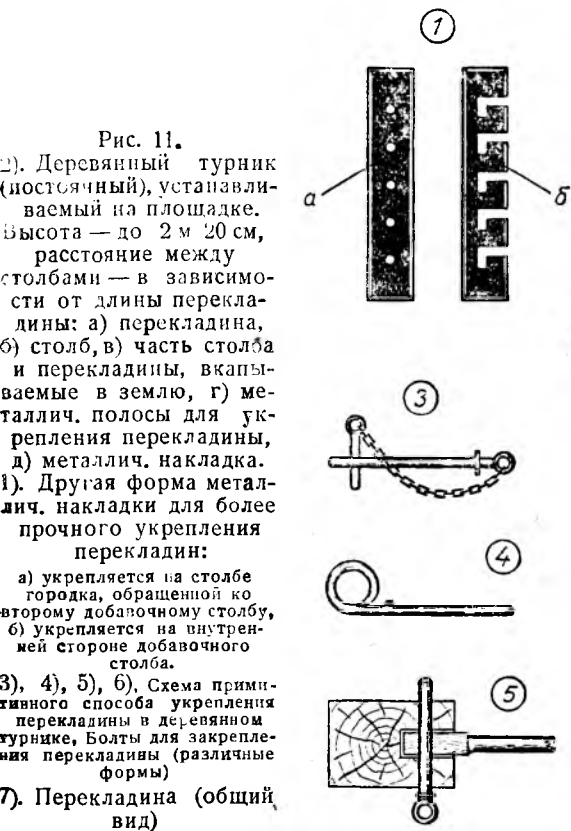 Рис. 11.
2). Деревянный турник
(постоянный), устанавли-
ваемый на площадке.
Высота — до 2 м 20 см,
расстояние между
столбами — в зависимо-
сти от длины перекла-
дины: а) перекладина,
б) столб, в) часть столба
и перекладины, вкапы-
ваемые в землю, г) ме-
таллич. полосы для ук-
репления перекладины,
д) металлич. накладка.
1). Другая форма метал-
лич. накладки для более
прочного укрепления
перекладин:
а) укрепляется на столбе
городка, обращенной ко
второму добавочному столбу,
б) укрепляется на внутрен-
ней стороне добавочного
столба.
3), 4), 5), 6), Схема прими-
тивного способа укрепления
перекладины в деревянном
турнике, Болты для закрепле-
ния перекладины (различные
формы)
7). Перекладина (общий
вид)
1
а
б
3
4
5